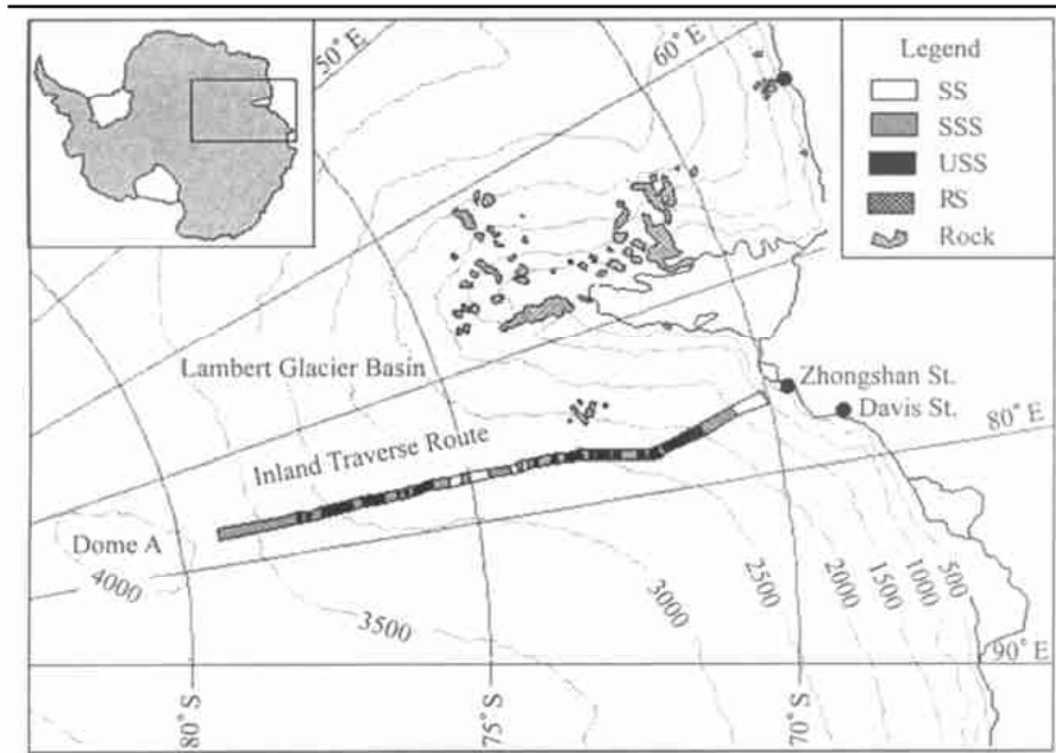 50° E
60° E
Legend
SS
SSS
USS
RS
Rock
Lambert Glacier Basin
Zhongshan St.
Davis St.
80° E
Inland Traverse Route
Dome A
4000
3500
3000
2500
2000
1500
1000
500
90° E
80° S
75° S
70° S